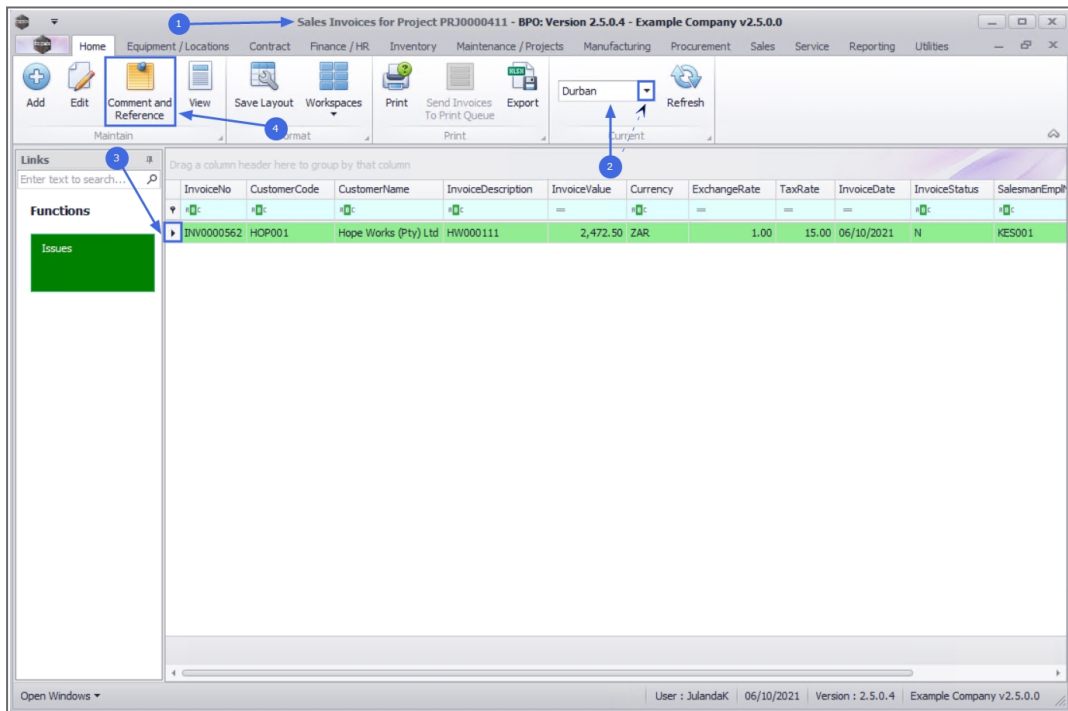 1
Sales Invoices for Project PRJ0000411 - BPO: Version 2.5.0.4 - Example Company v2.5.0.0
Home Equipment / Locations Contract Finance / HR Inventory Maintenance / Projects Manufacturing Procurement Sales Service Reporting Utilities
Add Edit Comment and Reference View Save Layout Workspaces Print Send Invoices To Print Queue Export Durban Refresh
Maintain Format Print Current
4
2
Links 3
Enter text to search...
Drag a column header here to group by that column
Functions
Issues
InvoiceNo CustomerCode CustomerName InvoiceDescription InvoiceValue Currency ExchangeRate TaxRate InvoiceDate InvoiceStatus SalesmanEmplN
INV0000562 HOP001 Hope Works (Pty) Ltd HW000111 2,472.50 ZAR 1.00 15.00 06/10/2021 N KES001
Open Windows User : JulandaK 06/10/2021 Version : 2.5.0.4 Example Company v2.5.0.0